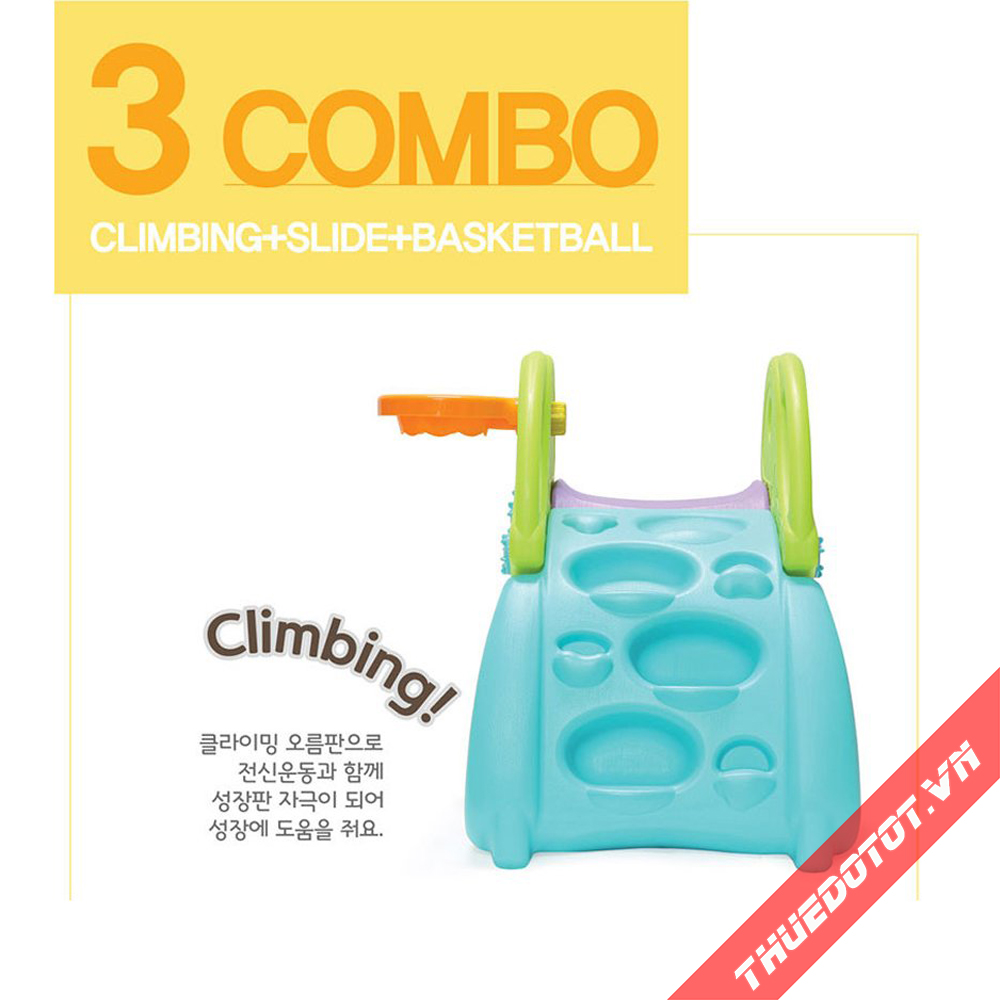 3 COMBO
CLIMBING+SLIDE+BASKETBALL
Climbing!
클라이밍 오름판으로
전신운동과 함께
성장판 자극이 되어
성장에 도움을 줘요.
THUEDOTOT.VN